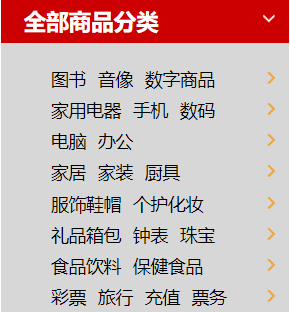 全部商品分类
图书 音像 数字商品
家用电器 手机 数码
电脑 办公
家居 家装 厨具
服饰鞋帽 个护化妆
礼品箱包 钟表 珠宝
食品饮料 保健食品
彩票 旅行 充值 票务